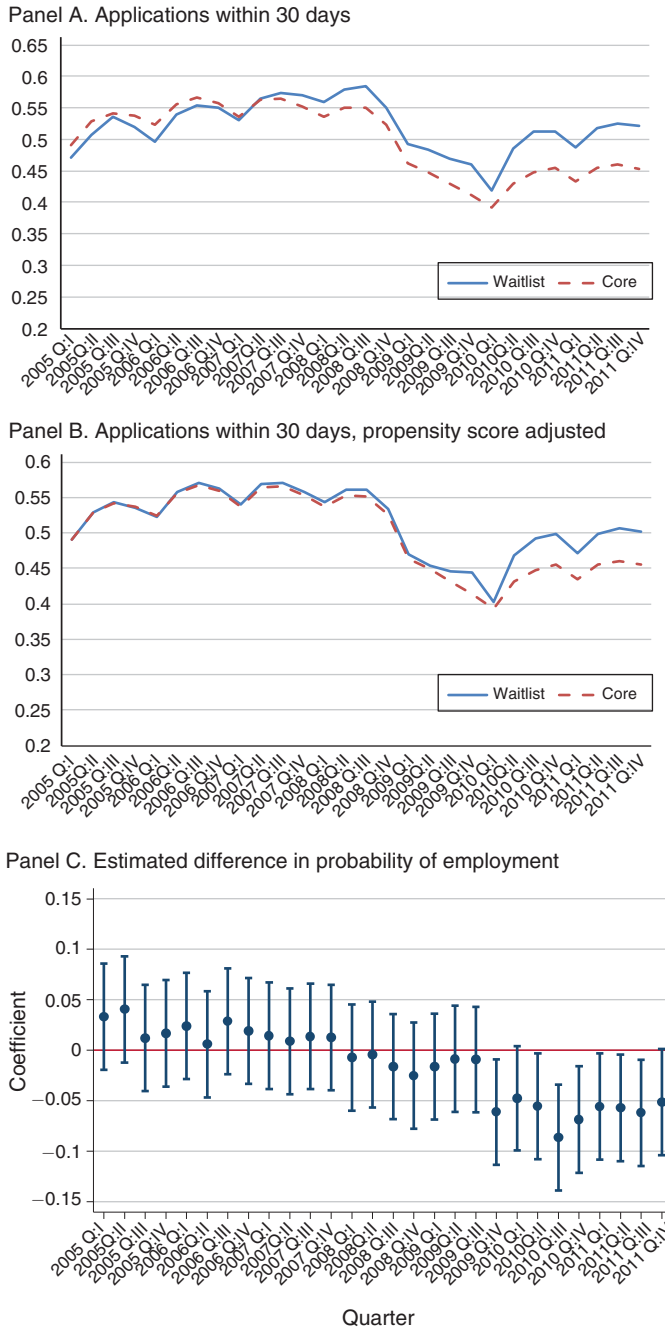 Panel A. Applications within 30 days
0.65
0.6
0.55
0.5
0.45
0.4
0.35
0.3
0.25
0.2
Waitlist
Core
2005 Q:I
2005Q:II
2005 Q:III
2005 Q:IV
2006 Q:I
2006Q:II
2006 Q:III
2006 Q:IV
2007 Q:I
2007Q:II
2007 Q:III
2007 Q:IV
2008 Q:I
2008Q:II
2008 Q:III
2008 Q:IV
2009 Q:I
2009Q:II
2009 Q:III
2009 Q:IV
2010 Q:I
2010Q:II
2010 Q:III
2010 Q:IV
2011 Q:I
2011Q:II
2011 Q:III
2011 Q:IV
Panel B. Applications within 30 days, propensity score adjusted
0.6
0.55
0.5
0.45
0.4
0.35
0.3
0.25
0.2
Waitlist
Core
2005 Q:I
2005Q:II
2005 Q:III
2005 Q:IV
2006 Q:I
2006Q:II
2006 Q:III
2006 Q:IV
2007 Q:I
2007Q:II
2007 Q:III
2007 Q:IV
2008 Q:I
2008Q:II
2008 Q:III
2008 Q:IV
2009 Q:I
2009Q:II
2009 Q:III
2009 Q:IV
2010 Q:I
2010Q:II
2010 Q:III
2010 Q:IV
2011 Q:I
2011Q:II
2011 Q:III
2011 Q:IV
Panel C. Estimated difference in probability of employment
0.15
0.1
0.05
0
−0.05
−0.1
−0.15
Coefficient
2005 Q:I
2005Q:II
2005 Q:III
2005 Q:IV
2006 Q:I
2006Q:II
2006 Q:III
2006 Q:IV
2007 Q:I
2007Q:II
2007 Q:III
2007 Q:IV
2008 Q:I
2008Q:II
2008 Q:III
2008 Q:IV
2009 Q:I
2009Q:II
2009 Q:III
2009 Q:IV
2010 Q:I
2010Q:II
2010 Q:III
2010 Q:IV
2011 Q:I
2011Q:II
2011 Q:III
2011
Quarter